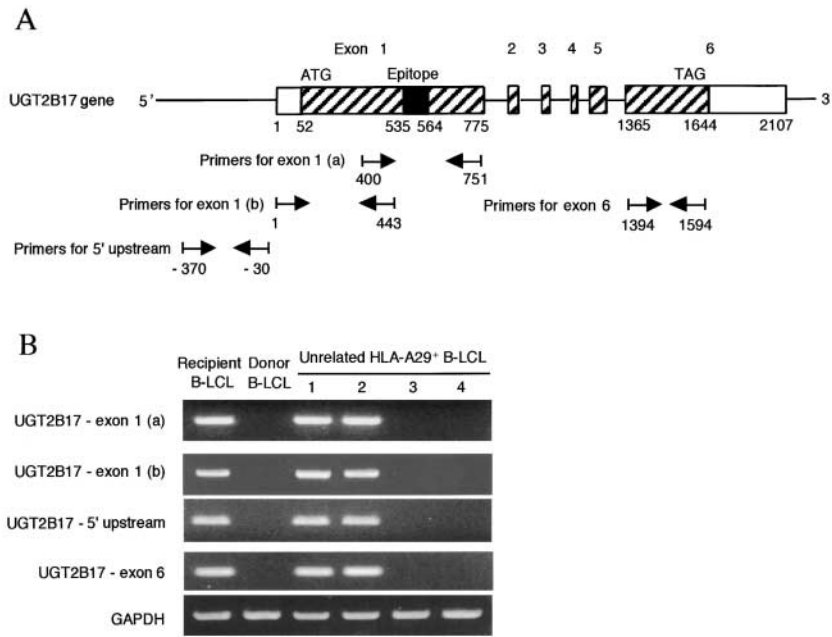 A
Exon 1 2 3 4 5 6
ATG Epitope TAG
UGT2B17 gene 5' 3
1 52 535 564 775 1365 1644 2107
Primers for exon 1 (a)
400 751
Primers for exon 1 (b) Primers for exon 6
1 443 1394 1594
Primers for 5' upstream
- 370 - 30
B
Recipient B-LCL Donor B-LCL Unrelated HLA-A29+ B-LCL
1 2 3 4
UGT2B17 - exon 1 (a)
UGT2B17 - exon 1 (b)
UGT2B17 - 5' upstream
UGT2B17 - exon 6
GAPDH